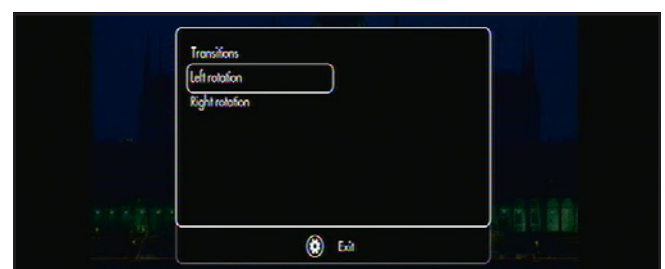 Transitions
Left rotation
Right rotation
Exit